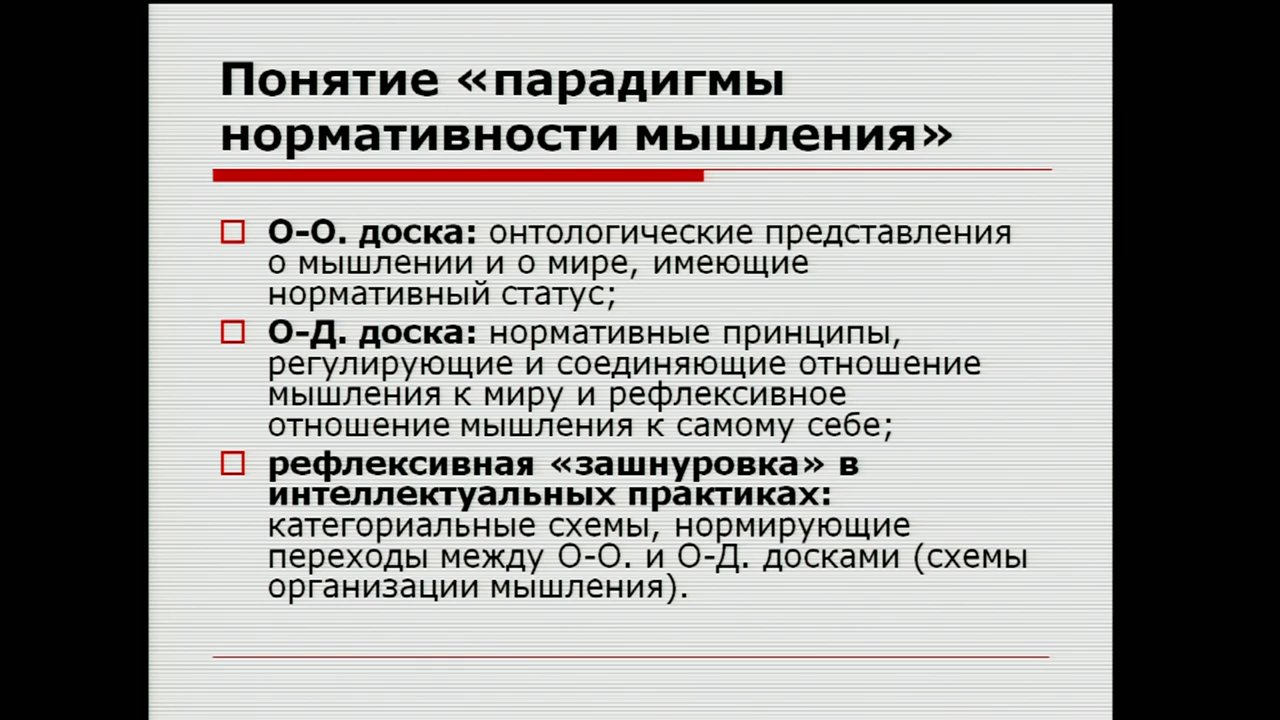 Понятие «парадигмы
нормативности мышления»
О-О. доска: онтологические представления
о мышлении и о мире, имеющие
нормативный статус;
О-Д. доска: нормативные принципы,
регулирующие и соединяющие отношение
мышления к миру и рефлексивное
отношение мышления к самому себе;
рефлексивная «зашнуровка» в
интеллектуальных практиках:
категориальные схемы, нормирующие
переходы между О-О. и О-Д. досками (схемы
организации мышления).